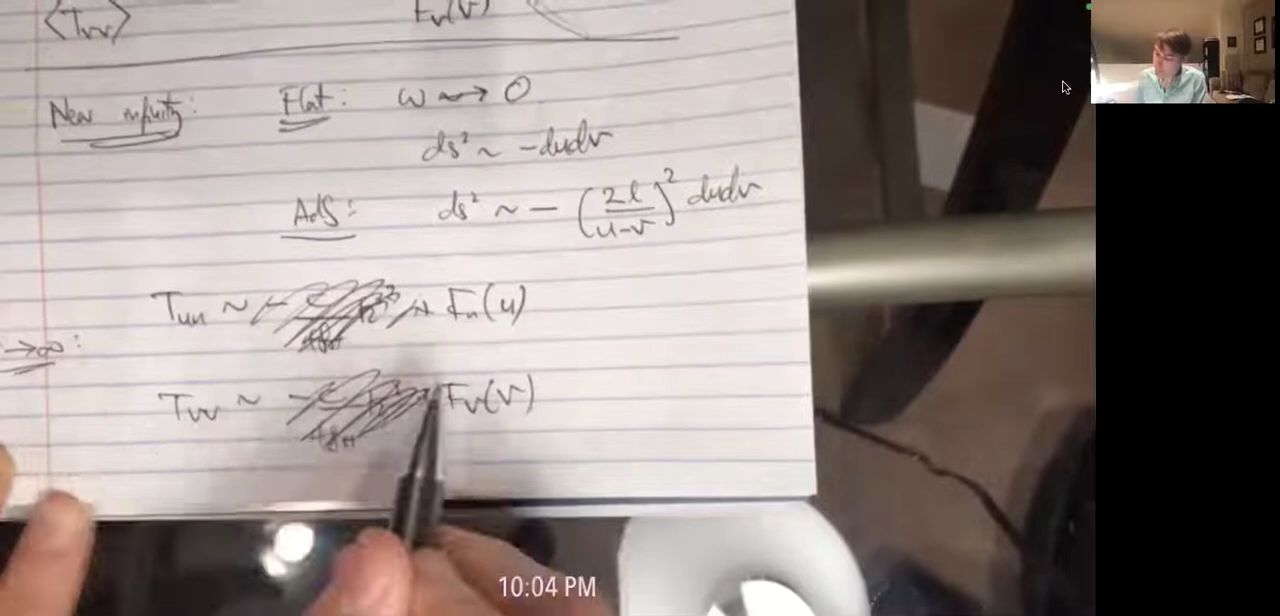 ⟨Tvv⟩ Fv(v)
Near infinity: Flat: ω ⇝ 0
ds² ~ -dudv
AdS: ds² ~ - (2ℓ/(u-v))² dudv
Tuu ~ Fu(u)
→∞:
Tvv ~ Fv(v)
10:04 PM